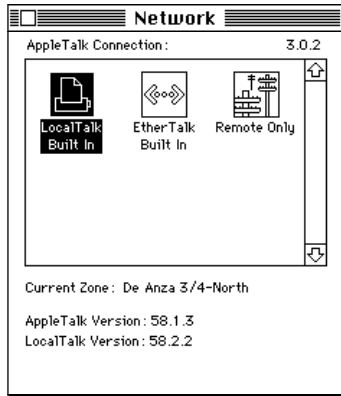 Network
AppleTalk Connection: 3.0.2
LocalTalk Built In
EtherTalk Built In
Remote Only
Current Zone: De Anza 3/4-North
AppleTalk Version: 58.1.3
LocalTalk Version: 58.2.2